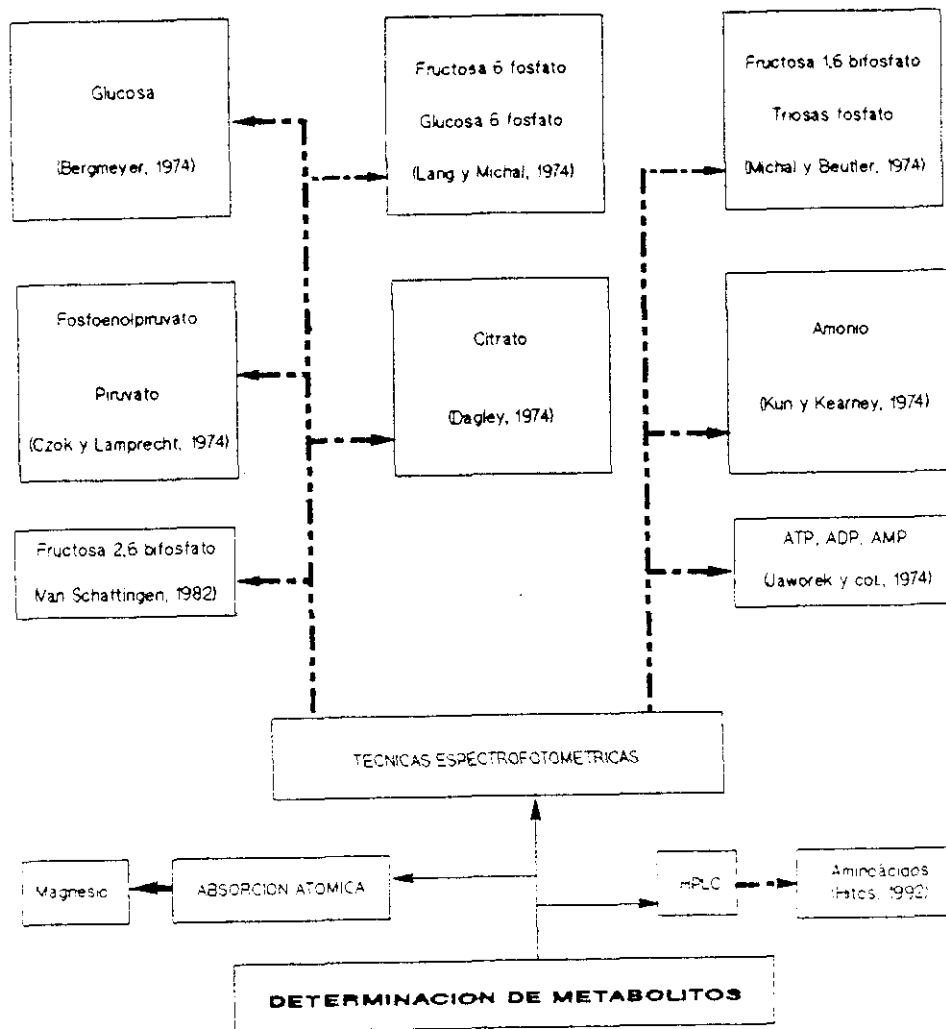 Glucosa
(Bergmeyer, 1974)
Fructosa 6 fosfato
Glucosa 6 fosfato
(Lang y Michal, 1974)
Fructosa 1,6 bifosfato
Triosas fosfato
(Michal y Beutler, 1974)
Fosfoenolpiruvato
Piruvato
(Czok y Lamprecht, 1974)
Citrato
(Dagley, 1974)
Amonio
(Kun y Kearney, 1974)
Fructosa 2,6 bifosfato
(Van Schaftingen, 1982)
ATP, ADP, AMP
(Jaworek y col., 1974)
TECNICAS ESPECTROFOTOMETRICAS
Magnesio
ABSORCION ATOMICA
HPLC
Aminoácidos
(Hitos, 1992)
DETERMINACION DE METABOLITOS